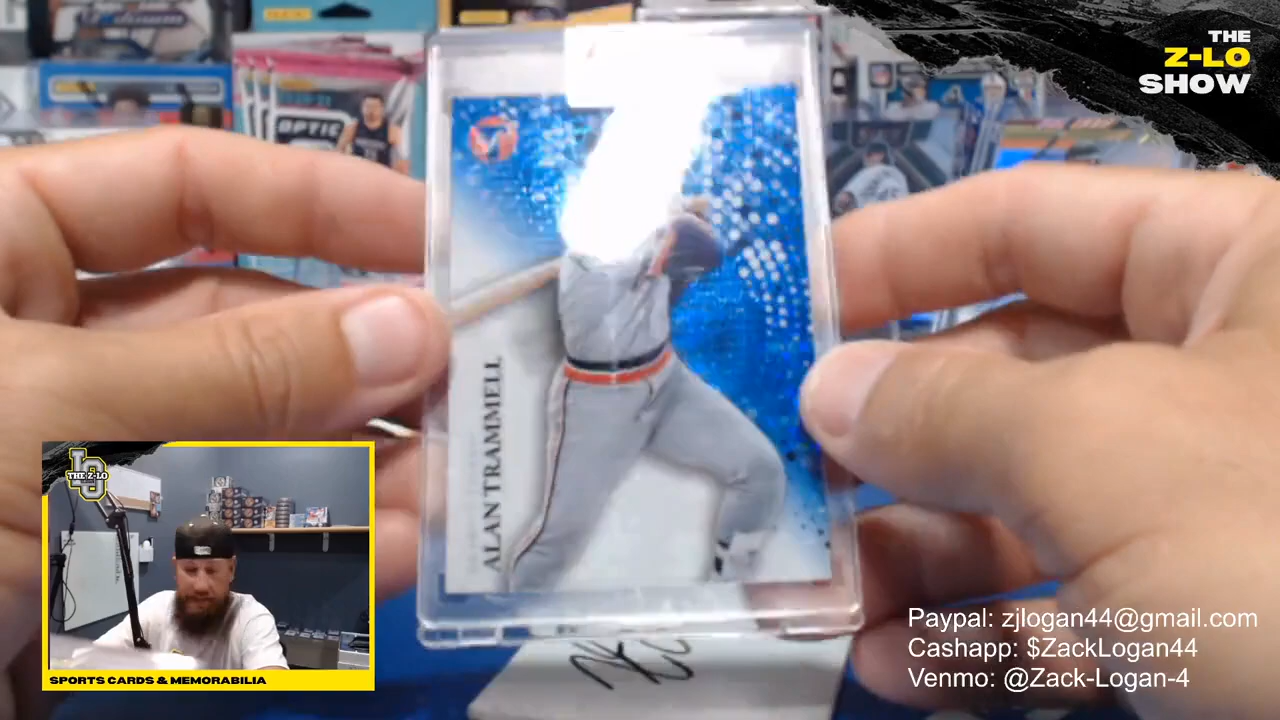 THE
Z-LO
SHOW
OPTIC
ALAN TRAMMELL
LO
THE Z-LO
SPORTS CARDS & MEMORABILIA
Paypal: zjlogan44@gmail.com
Cashapp: $ZackLogan44
Venmo: @Zack-Logan-4